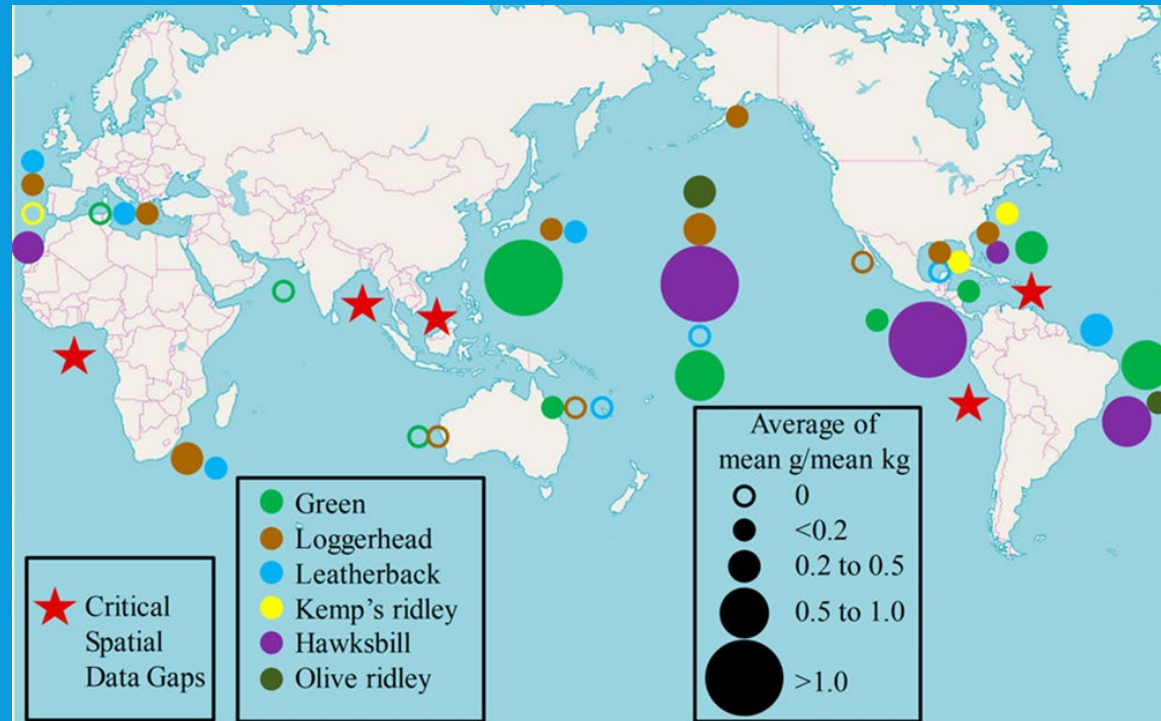 Critical
Spatial
Data Gaps
Green
Loggerhead
Leatherback
Kemp's ridley
Hawksbill
Olive ridley
Average of
mean g/mean kg
0
<0.2
0.2 to 0.5
0.5 to 1.0
>1.0